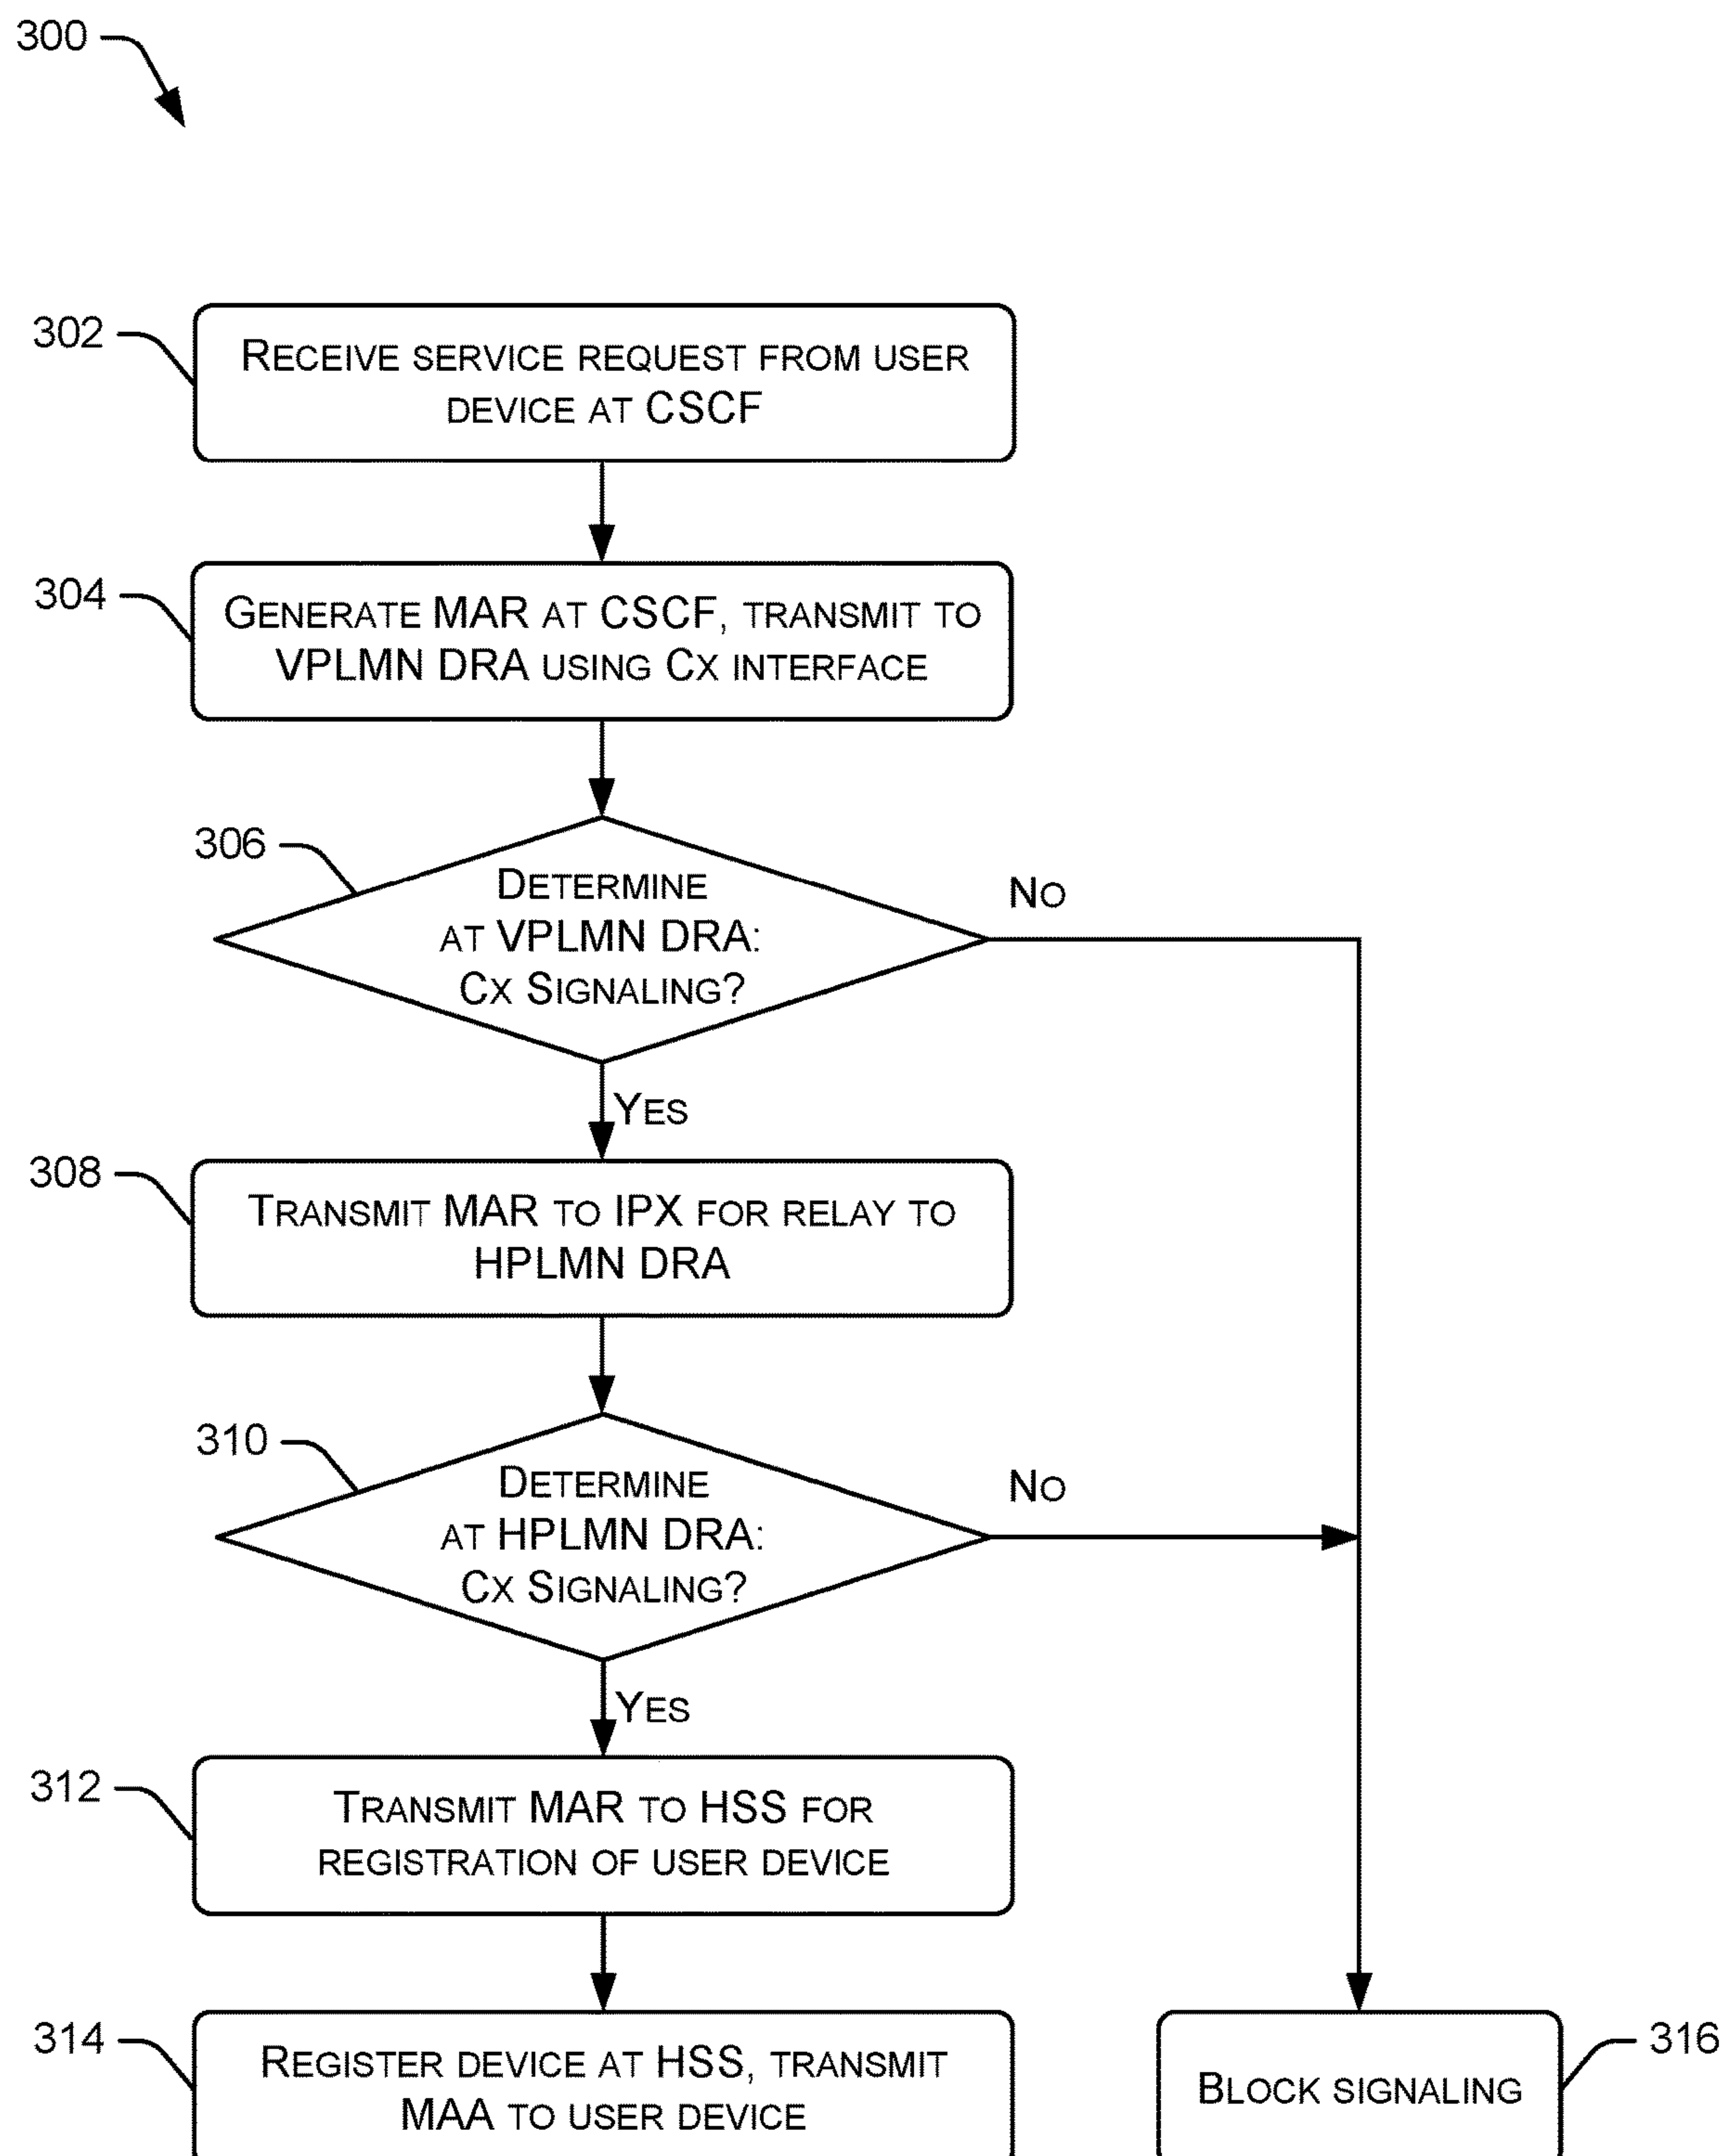 300
302
RECEIVE SERVICE REQUEST FROM USER
DEVICE AT CSCF
304
GENERATE MAR AT CSCF, TRANSMIT TO
VPLMN DRA USING CX INTERFACE
306
DETERMINE
AT VPLMN DRA:
CX SIGNALING?
NO
YES
308
TRANSMIT MAR TO IPX FOR RELAY TO
HPLMN DRA
310
DETERMINE
AT HPLMN DRA:
CX SIGNALING?
NO
YES
312
TRANSMIT MAR TO HSS FOR
REGISTRATION OF USER DEVICE
314
REGISTER DEVICE AT HSS, TRANSMIT
MAA TO USER DEVICE
BLOCK SIGNALING
316